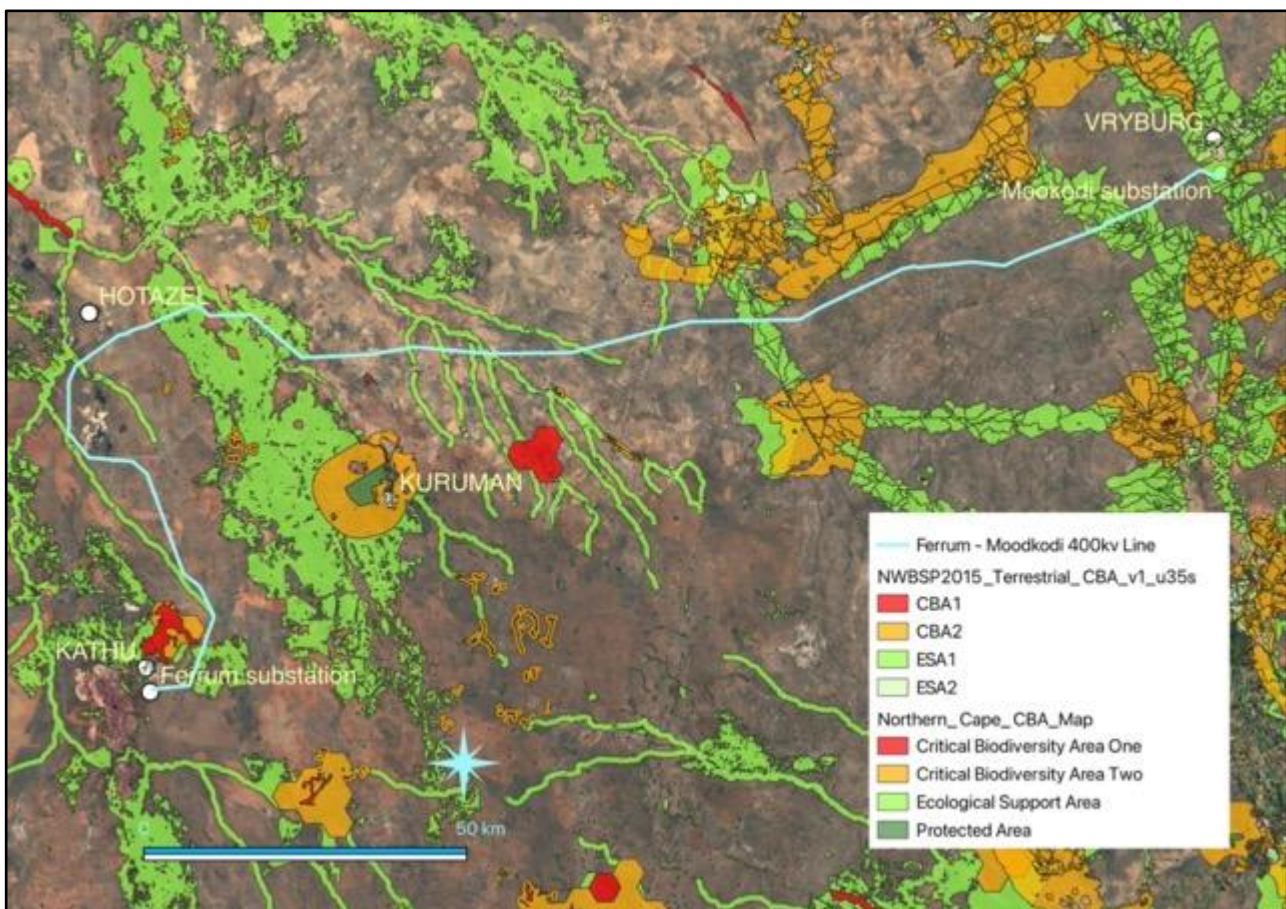 VRYBURG
Mookodi substation
HOTAZEL
KURUMAN
KATHU
Ferrum substation
0
50 km
Ferrum - Moodkodi 400kv Line
NWBSP2015_Terrestrial_CBA_v1_u35s
CBA1
CBA2
ESA1
ESA2
Northern_Cape_CBA_Map
Critical Biodiversity Area One
Critical Biodiversity Area Two
Ecological Support Area
Protected Area